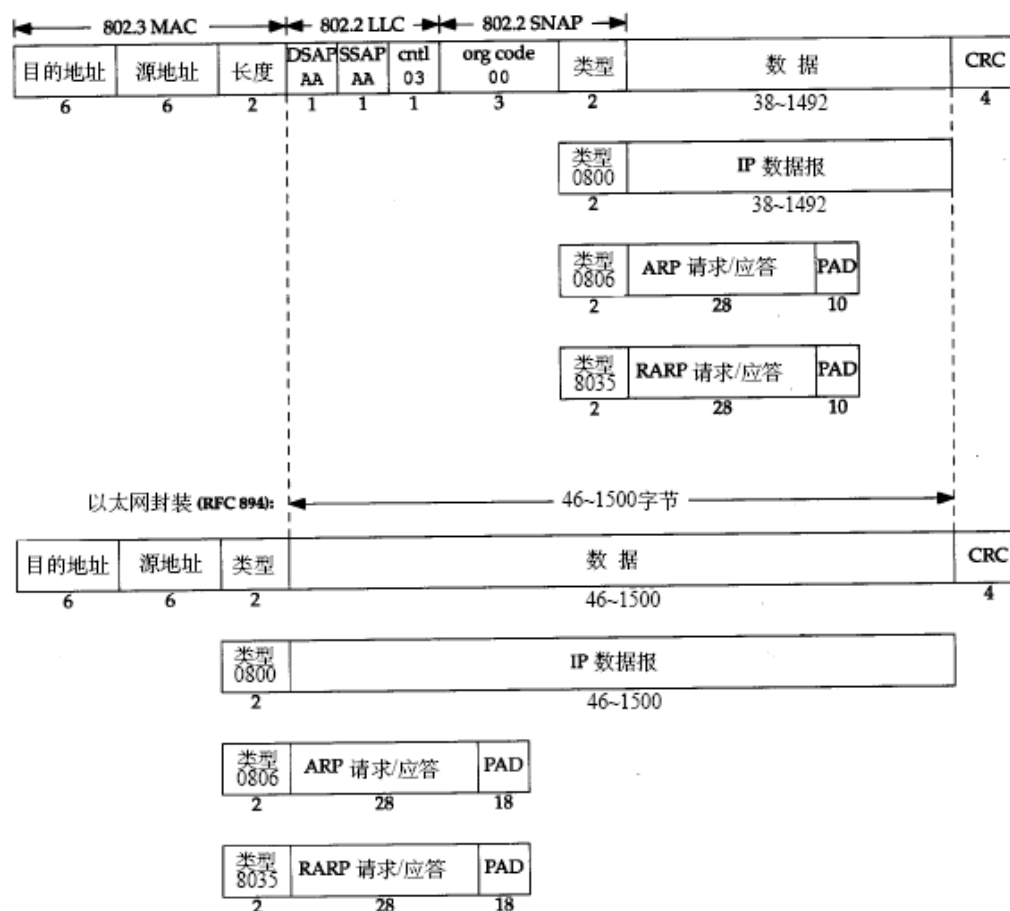 802.3 MAC 802.2 LLC 802.2 SNAP
目的地址 源地址 长度 DSAP AA SSAP AA cntl 03 org code 00 类型 数 据 CRC
6 6 2 1 1 1 3 2 38~1492 4
类型 0800 IP 数据报
2 38~1492
类型 0806 ARP 请求/应答 PAD
2 28 10
类型 8035 RARP 请求/应答 PAD
2 28 10
以太网封装 (RFC 894): 46~1500字节
目的地址 源地址 类型 数 据 CRC
6 6 2 46~1500 4
类型 0800 IP 数据报
2 46~1500
类型 0806 ARP 请求/应答 PAD
2 28 18
类型 8035 RARP 请求/应答 PAD
2 28 18